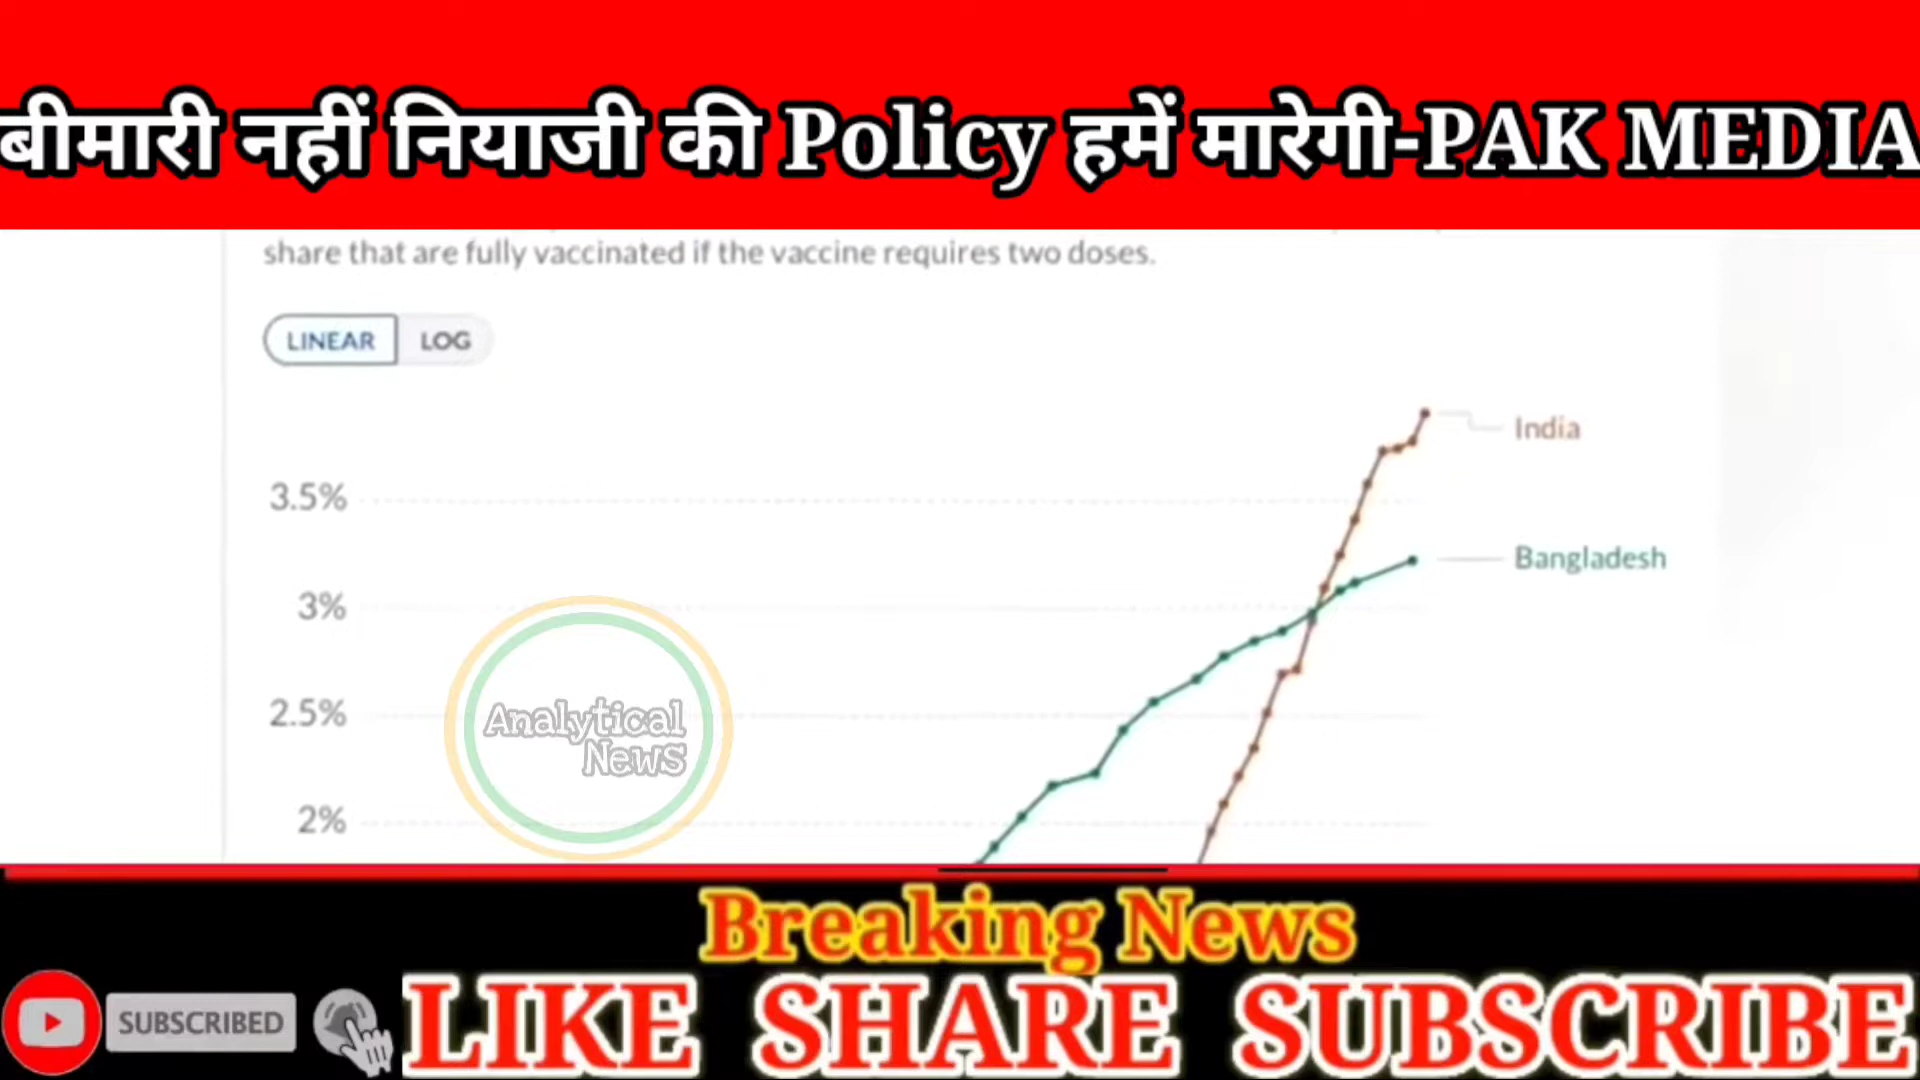 बीमारी नहीं नियाजी की Policy हमें मारेगी-PAK MEDIA
share that are fully vaccinated if the vaccine requires two doses.
LINEAR LOG
India
3.5%
Bangladesh
3%
2.5%
Analytical
News
2%
Breaking News
SUBSCRIBED
LIKE SHARE SUBSCRIBE